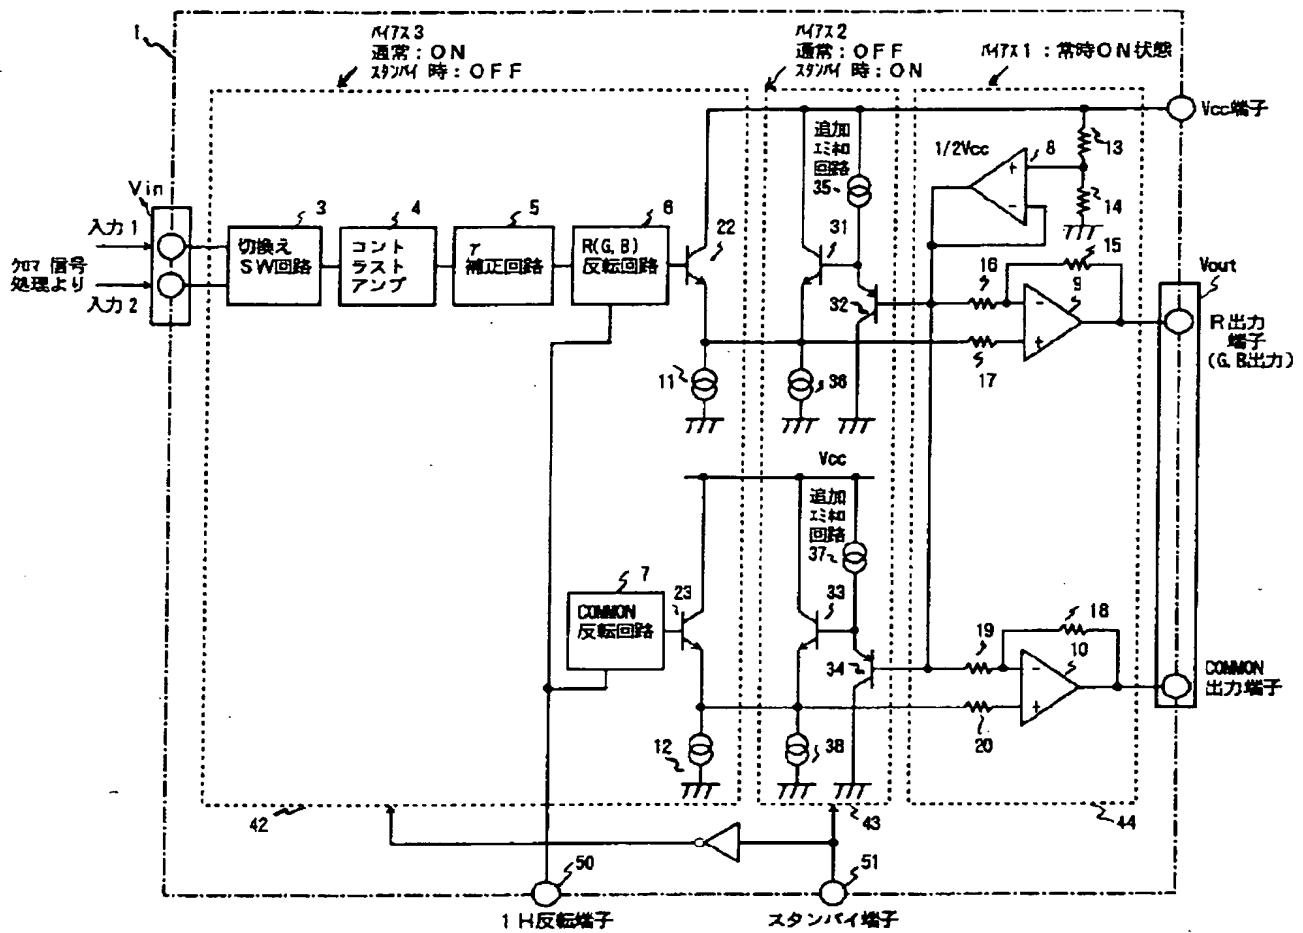 1
バイアス3
通常：ON
スタンバイ 時：OFF
バイアス2
通常：OFF
スタンバイ 時：ON
バイアス1：常時ON状態
Vcc端子
Vin
入力1
クロマ 信号
処理より
入力2
3
切換え
SW回路
4
コント
ラスト
アンプ
5
γ
補正回路
6
R(G,B)
反転回路
22
追加
エミホロ
回路
35
31
32
1/2Vcc
8
13
14
15
16
9
17
Vout
R出力
端子
(G,B出力)
11
36
Vcc
追加
エミホロ
回路
37
7
COMMON
反転回路
23
33
34
19
18
10
20
COMMON
出力端子
12
38
42
43
44
50
51
1H反転端子
スタンバイ端子